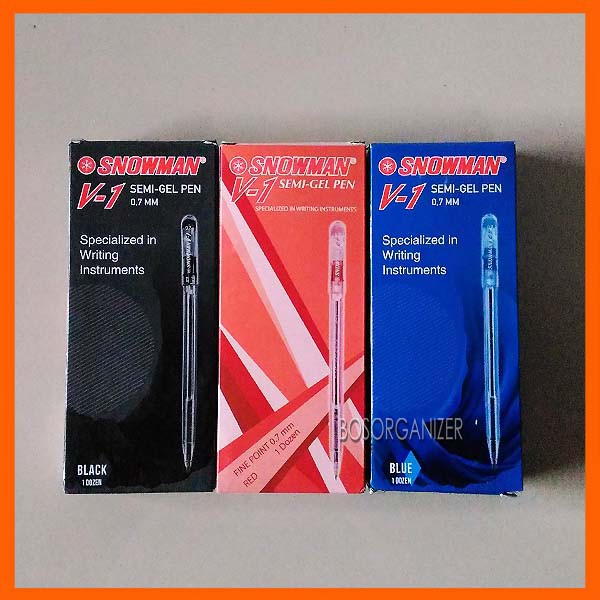 SNOWMAN®
V-1 SEMI-GEL PEN
0,7 MM
Specialized in
Writing
Instruments
BLACK
1 DOZEN
SNOWMAN®
V-1 SEMI-GEL PEN
SPECIALIZED IN WRITING INSTRUMENTS
FINE POINT 0.7 mm
1 Dozen
RED
SNOWMAN®
V-1 SEMI-GEL PEN
0,7 MM
Specialized in
Writing
Instruments
BLUE
1 DOZEN
BOSORGANIZER